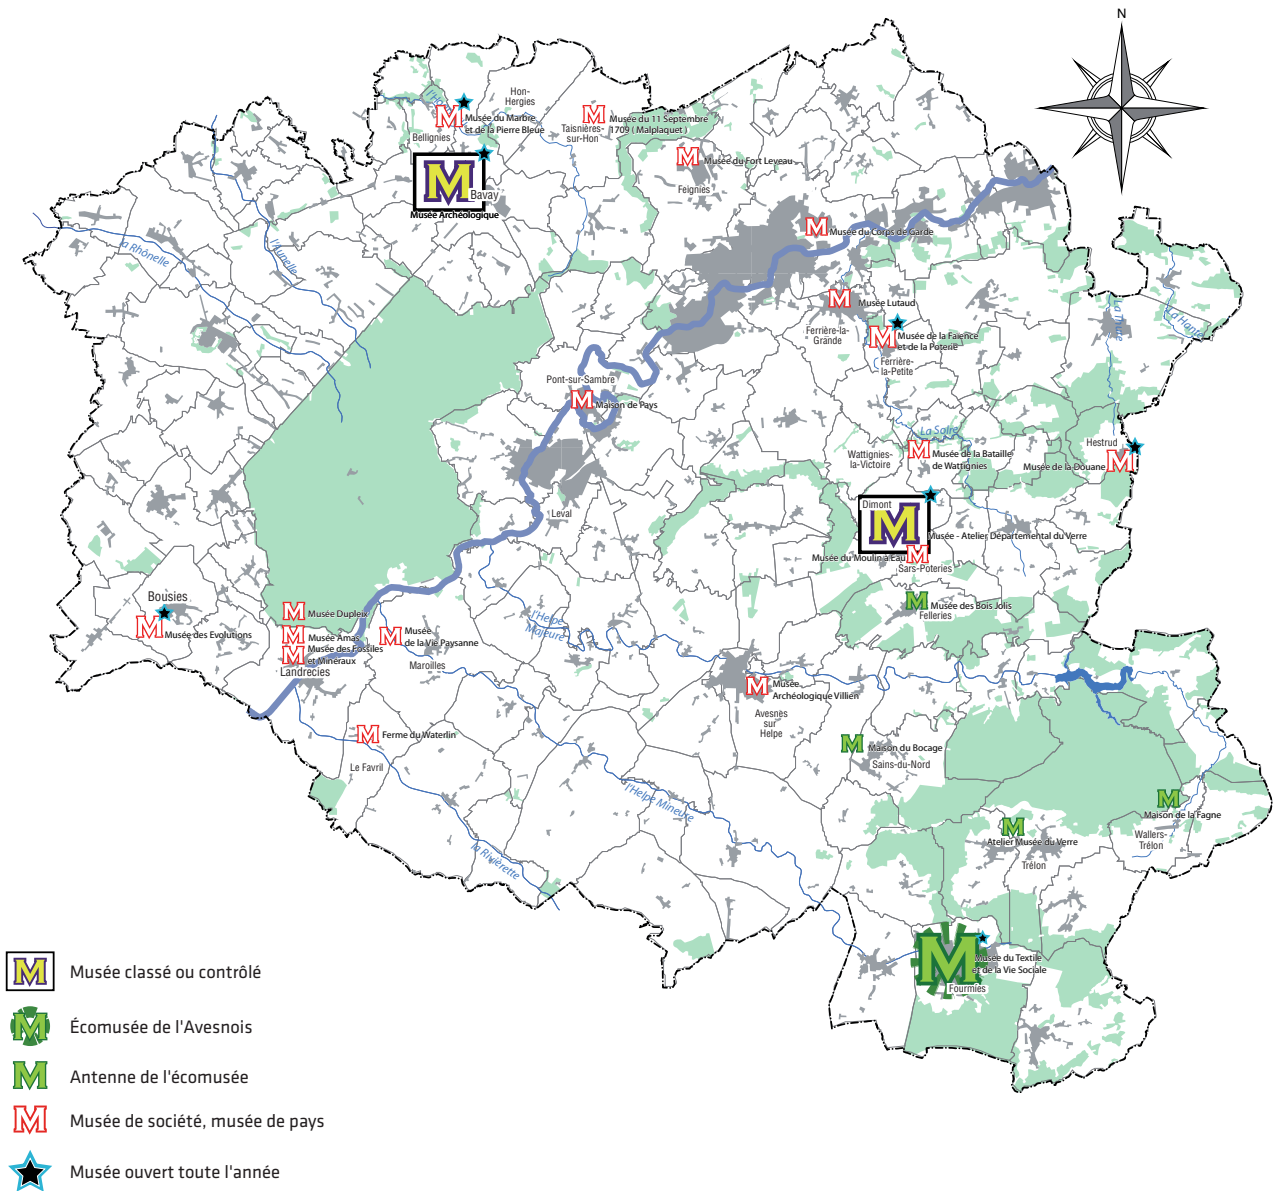 N
l'Hog
Hon-
Hergies
Musée du Marbre
et de la Pierre Bleue
Bellignies
Musée du 11 Septembre
1709 ( Malplaquet )
Taisnières-
sur-Hon
Musée du Fort Leveau
Feignies
M
Bavay
Musée Archéologique
Musée du Corps de Garde
la Rhônelle
l'Aunelle
Musée Lutaud
Ferrière-la-
Grande
Musée de la Faïence
et de la Poterie
Ferrière-
la-Petite
La Thure
La Hante
Pont-sur-Sambre
Maison de Pays
La Solre
Hestrud
Musée de la Douane
Wattignies-
la-Victoire
Musée de la Bataille
de Wattignies
Leval
Dimont
M
Musée - Atelier Départemental du Verre
Musée du Moulin à Eau
Sars-Poteries
Musée des Bois Jolis
Felleries
Bousies
Musée des Evolutions
Musée Dupleix
Musée Amas
Musée des Fossiles
et Minéraux
Landrecies
Musée
de la Vie Paysanne
Maroilles
l'Helpe
Majeure
Musée
Archéologique Villien
Avesnes
sur
Helpe
Ferme du Waterlin
Le Favril
Maison du Bocage
Sains-du-Nord
l'Helpe Mineure
la Riviérette
Maison de la Fagne
Wallers-
Trélon
Atelier Musée du Verre
Trélon
Musée du Textile
et de la Vie Sociale
Fourmies
M Musée classé ou contrôlé
M Écomusée de l'Avesnois
M Antenne de l'écomusée
M Musée de société, musée de pays
Musée ouvert toute l'année